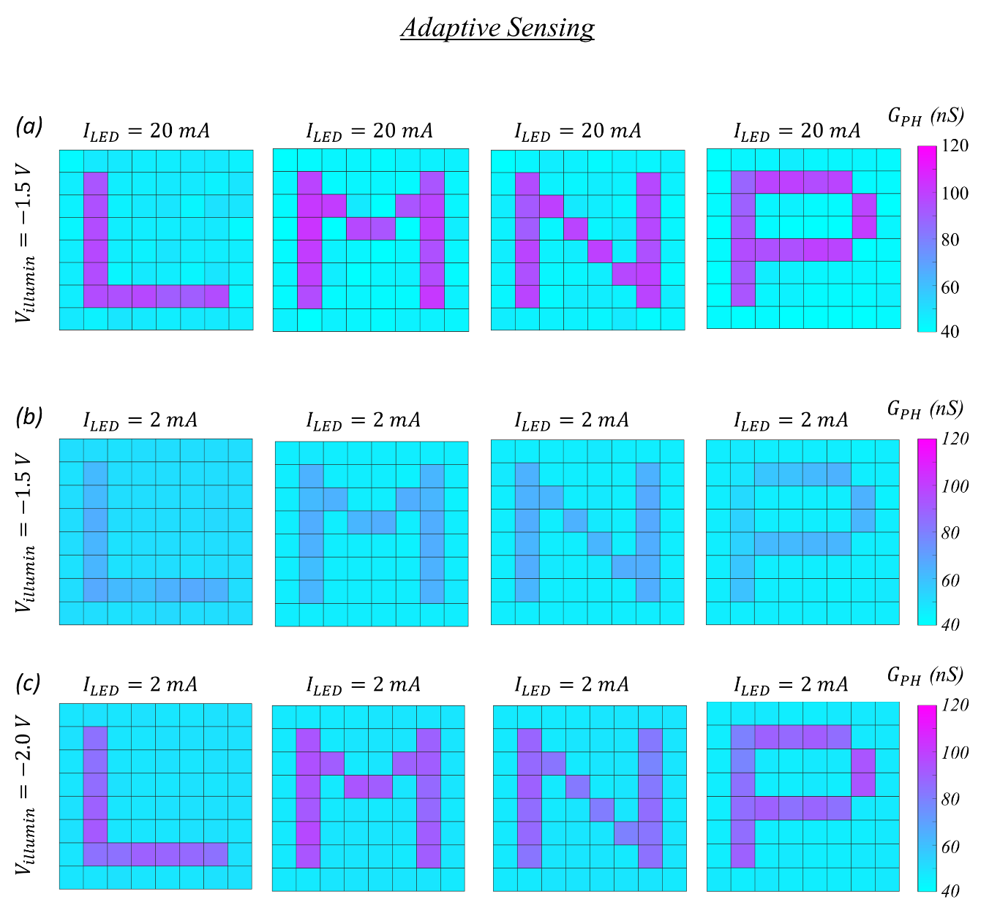 Adaptive Sensing
(a)
I_LED = 20 mA
I_LED = 20 mA
I_LED = 20 mA
I_LED = 20 mA
G_PH (nS)
V_illumin = −1.5 V
120
100
80
60
40
(b)
I_LED = 2 mA
I_LED = 2 mA
I_LED = 2 mA
I_LED = 2 mA
G_PH (nS)
V_illumin = −1.5 V
120
100
80
60
40
(c)
I_LED = 2 mA
I_LED = 2 mA
I_LED = 2 mA
I_LED = 2 mA
G_PH (nS)
V_illumin = −2.0 V
120
100
80
60
40